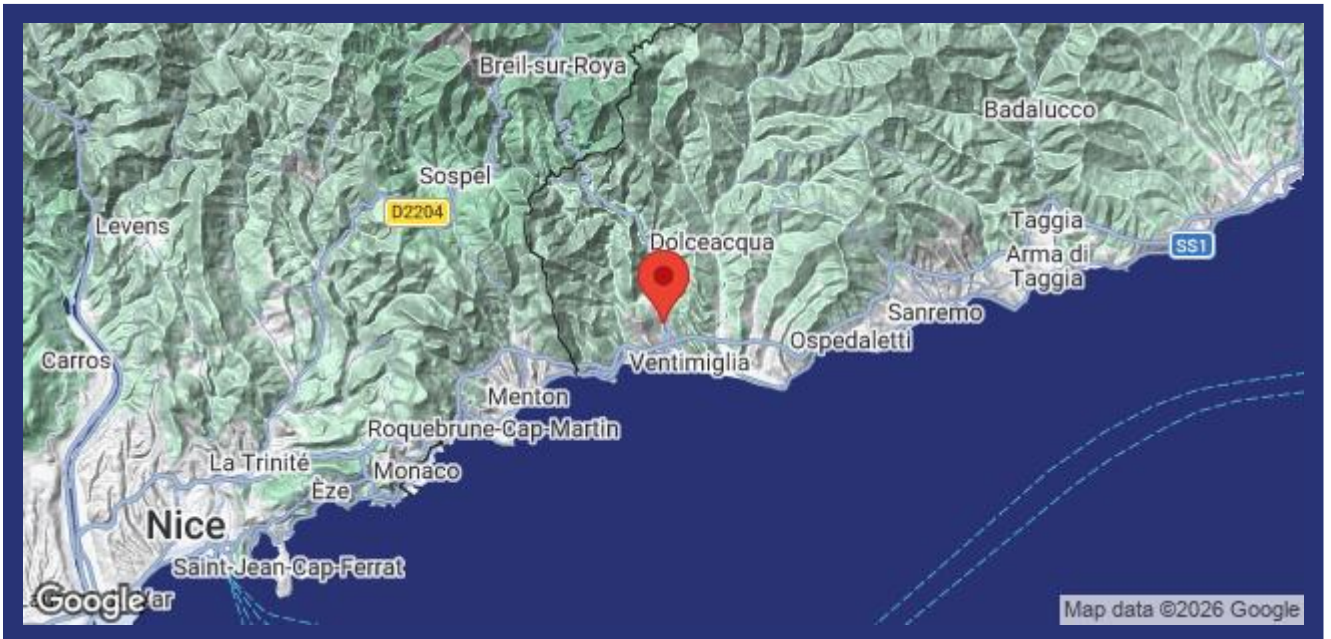 Breil-sur-Roya
Badalucco
Sospel
D2204
Levens
Taggia
Dolceacqua
SS1
Arma di
Taggia
Sanremo
Ospedaletti
Carros
Ventimiglia
Menton
Roquebrune-Cap-Martin
La Trinité
Monaco
Èze
Nice
Saint-Jean-Cap-Ferrat
Google
Map data ©2026 Google